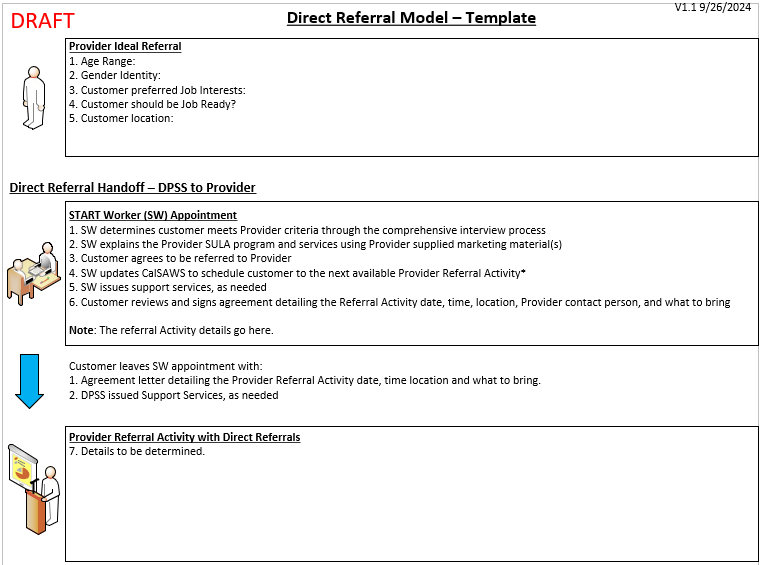 V1.1 9/26/2024
DRAFT
Direct Referral Model – Template
Provider Ideal Referral
1. Age Range:
2. Gender Identity:
3. Customer preferred Job Interests:
4. Customer should be Job Ready?
5. Customer location:
Direct Referral Handoff – DPSS to Provider
START Worker (SW) Appointment
1. SW determines customer meets Provider criteria through the comprehensive interview process
2. SW explains the Provider SULA program and services using Provider supplied marketing material(s)
3. Customer agrees to be referred to Provider
4. SW updates CalSAWS to schedule customer to the next available Provider Referral Activity*
5. SW issues support services, as needed
6. Customer reviews and signs agreement detailing the Referral Activity date, time, location, Provider contact person, and what to bring
Note: The referral Activity details go here.
Customer leaves SW appointment with:
1. Agreement letter detailing the Provider Referral Activity date, time location and what to bring.
2. DPSS issued Support Services, as needed
Provider Referral Activity with Direct Referrals
7. Details to be determined.